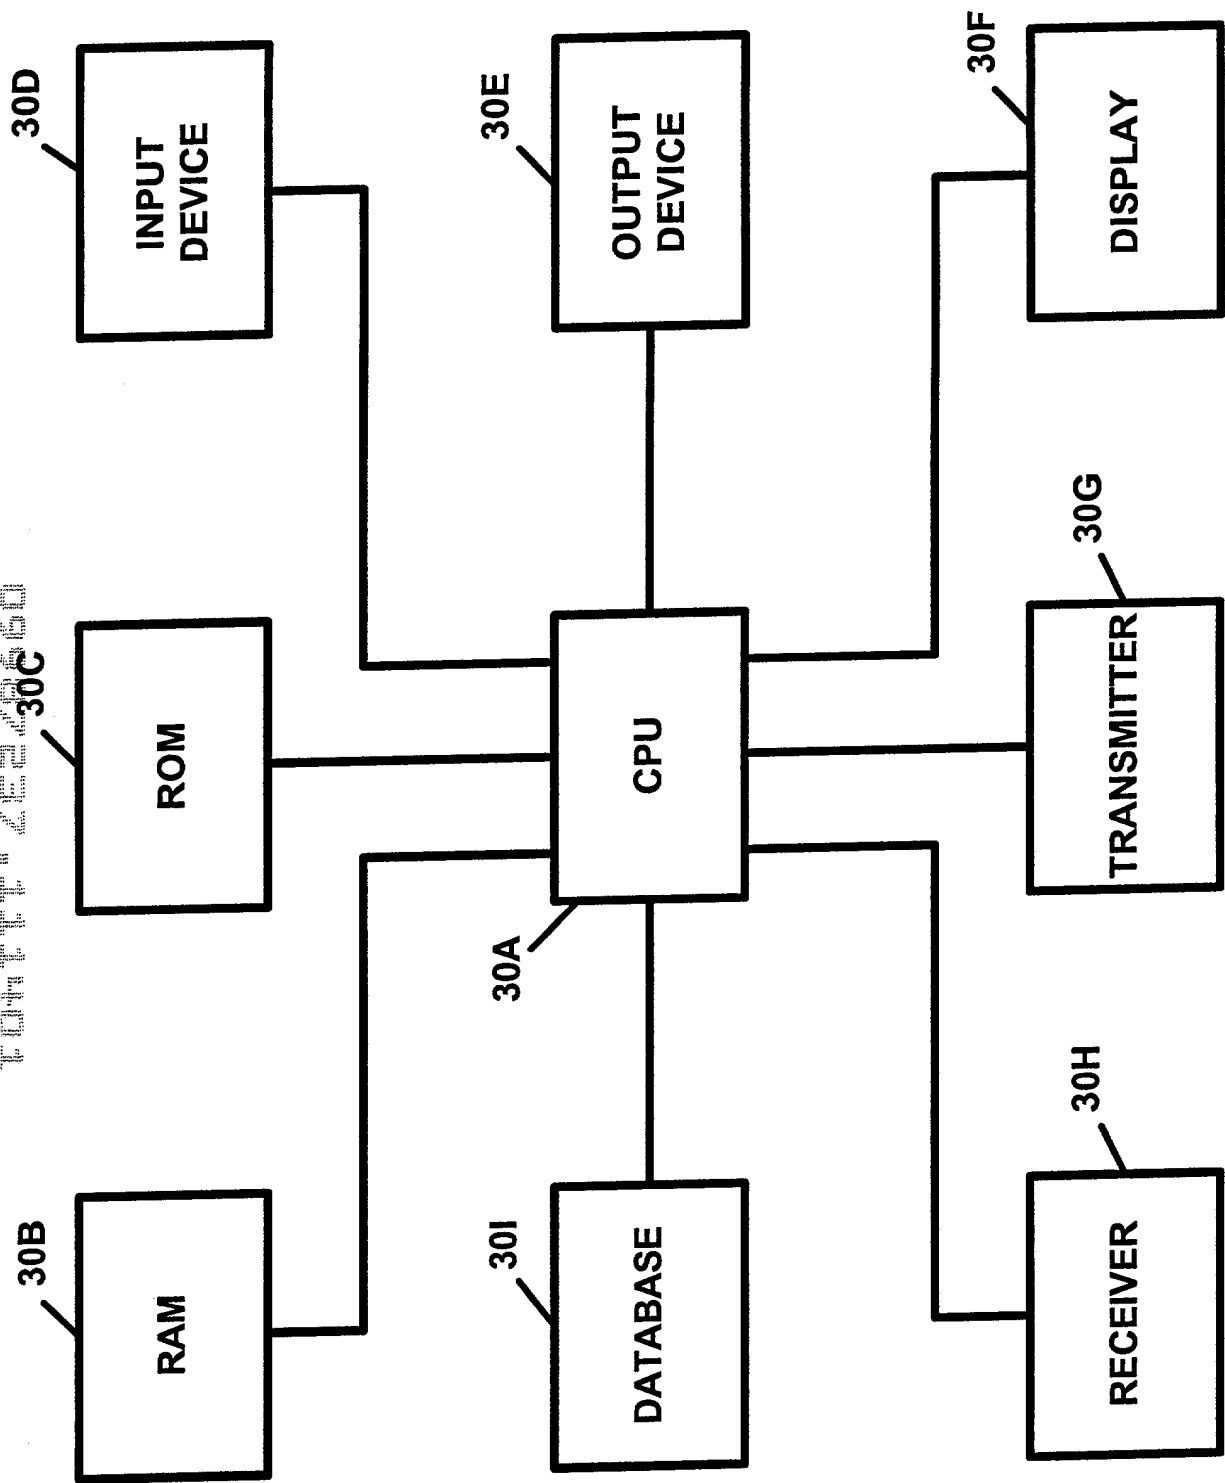 30B
RAM
30C
ROM
30D
INPUT
DEVICE
30I
DATABASE
30A
CPU
30E
OUTPUT
DEVICE
30H
RECEIVER
30G
TRANSMITTER
30F
DISPLAY